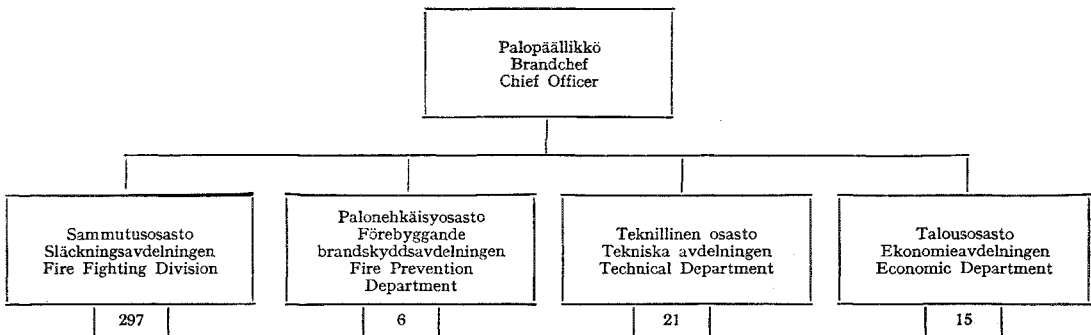 Palopäällikkö
Brandchef
Chief Officer
Sammutusosasto
Släckningsavdelningen
Fire Fighting Division
297
Palonehkäisyosasto
Förebyggande
brandskyddsavdelningen
Fire Prevention
Department
6
Teknillinen osasto
Tekniska avdelningen
Technical Department
21
Talousosasto
Ekonomieavdelningen
Economic Department
15